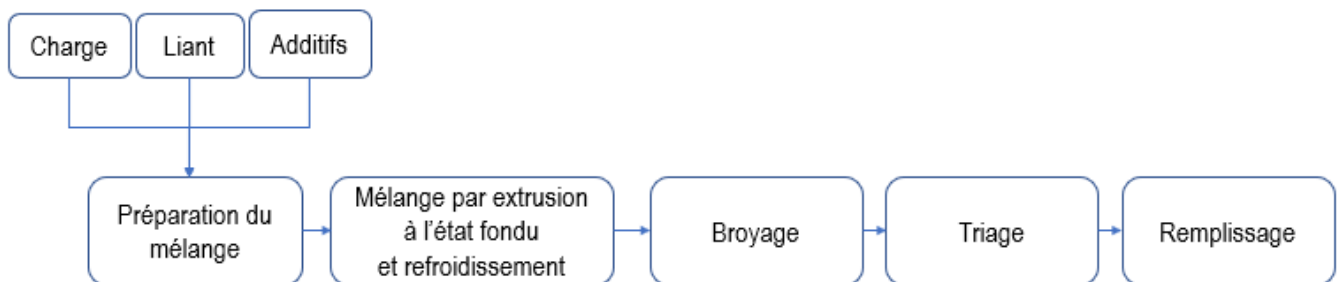 Charge
Liant
Additifs
Préparation du
mélange
Mélange par extrusion
à l'état fondu
et refroidissement
Broyage
Triage
Remplissage